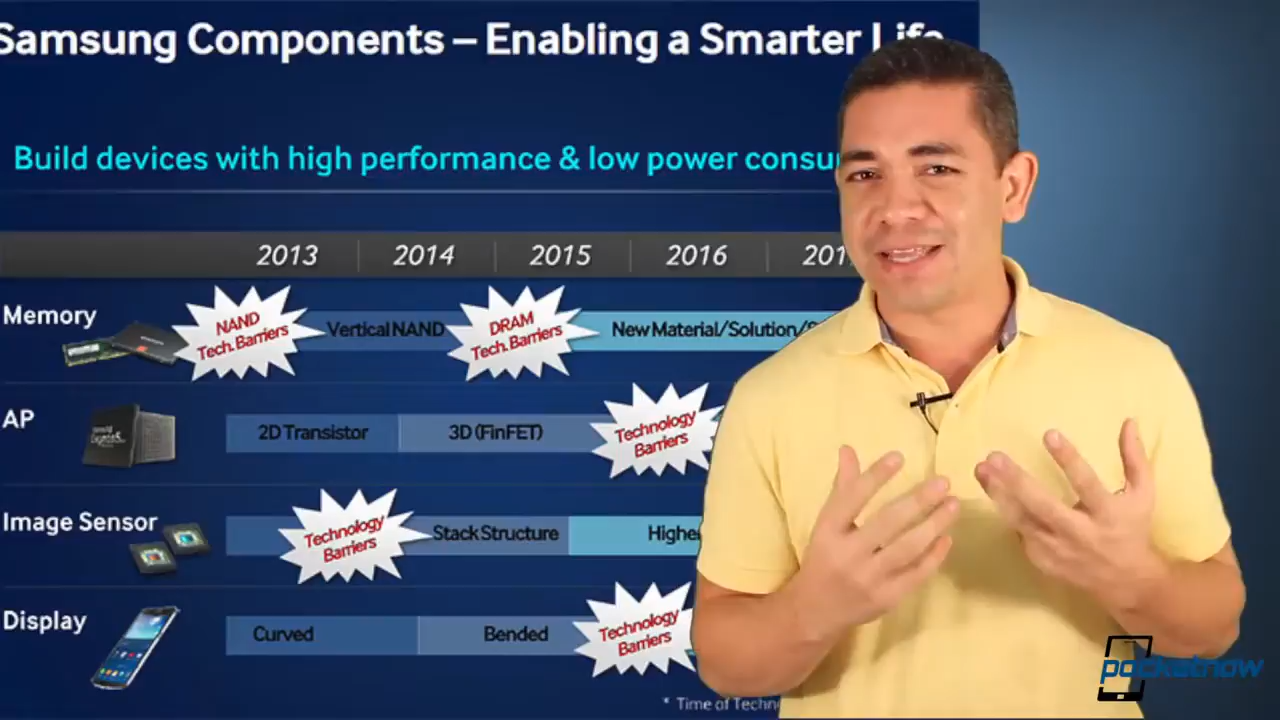 Samsung Components – Enabling a Smarter Life
Build devices with high performance & low power
2013 2014 2015 2016
Memory
NAND
Tech. Barriers
Vertical NAND
DRAM
Tech. Barriers
New Material/Solution/
AP
2D Transistor
3D (FinFET)
Technology
Barriers
Image Sensor
Technology
Barriers
Stack Structure
Display
Curved
Bended
Technology
Barriers
* Time of
pocketnow